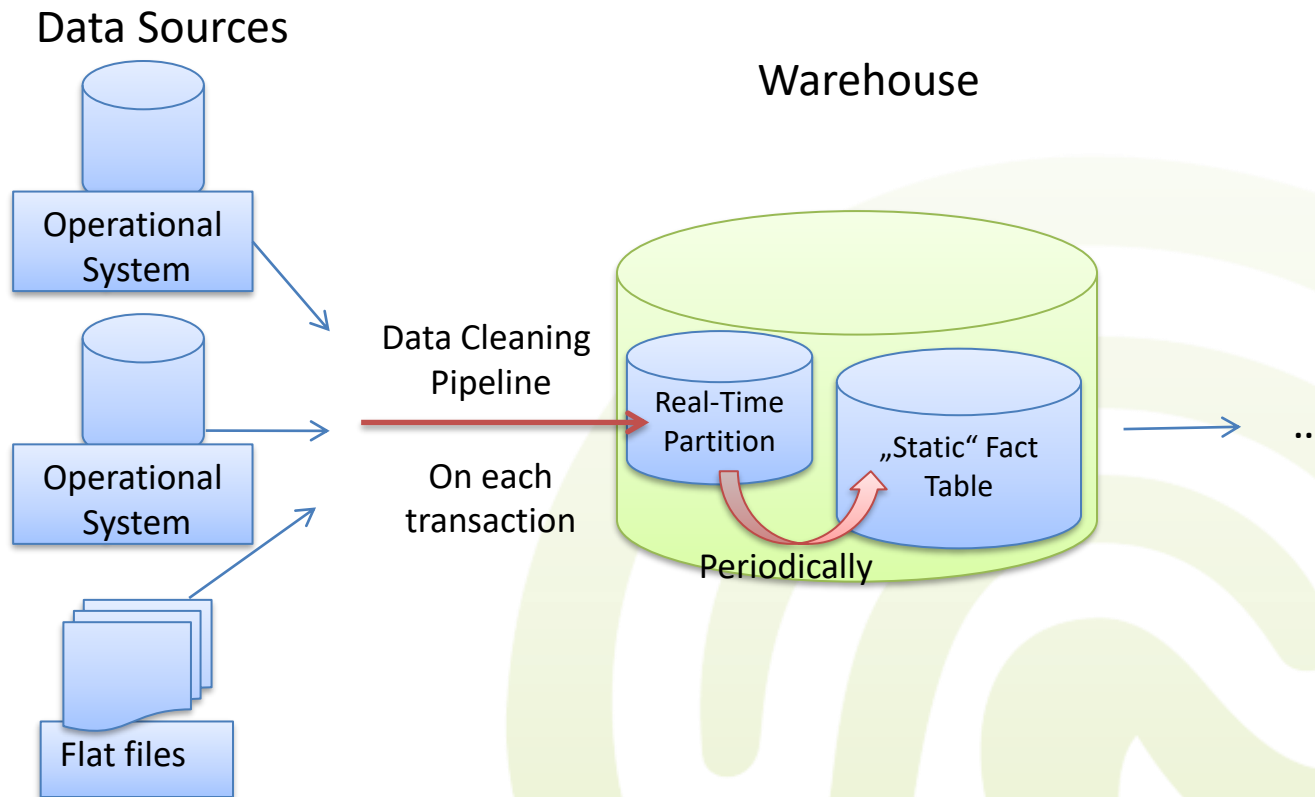 Data Sources
Warehouse
Operational
System
Data Cleaning
Pipeline
Operational
System
On each
transaction
Real-Time
Partition
„Static“ Fact
Table
Periodically
..
Flat files